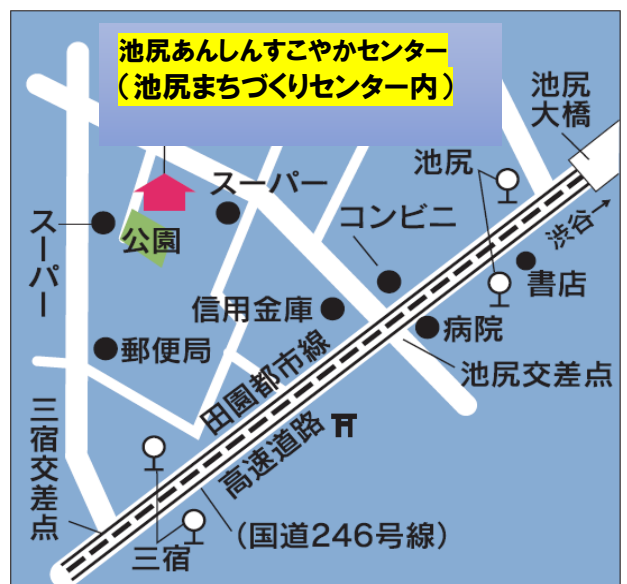 池尻あんしんすこやかセンター
(池尻まちづくりセンター内)
池尻
大橋
池尻
スーパー
コンビニ
渋谷→
スーパー
公園
書店
信用金庫
病院
郵便局
池尻交差点
田園都市線
高速道路
三宿交差点
(国道246号線)
三宿